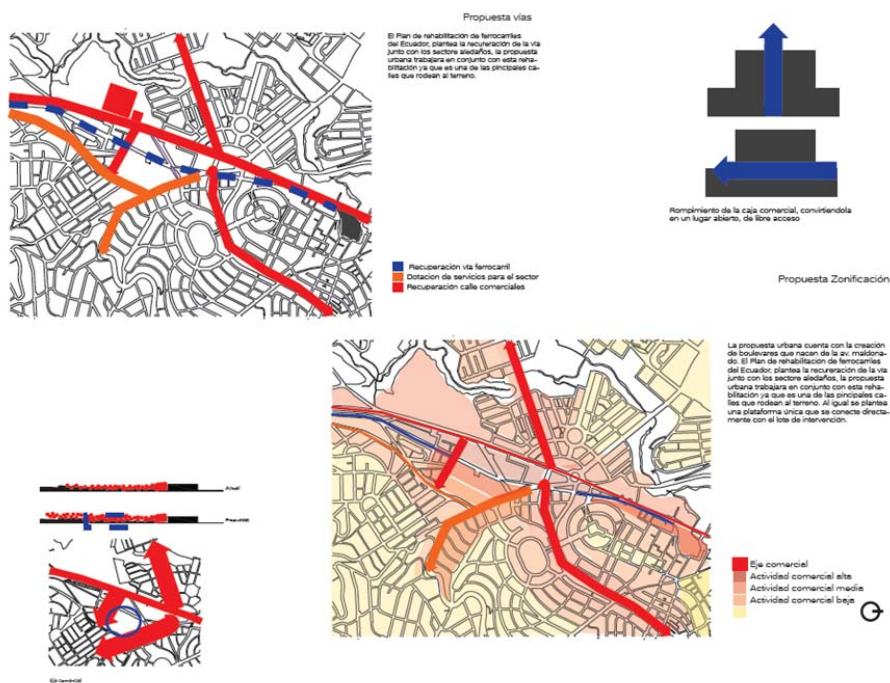 Propuesta vías
El Plan de rehabilitación de ferrocarriles
del Ecuador, plantea la recureración de la vía
junto con los sectores aledaños, la propuesta
urbana trabajara en conjunto con esta reha-
bilitación ya que es una de las pincipales ca-
lles que rodean al terreno.
Rompimiento de la caja comercial, convirtiendola
en un lugar abierto, de libre acceso
Recuperación vía ferrocarril
Dotacion de servicios para el sector
Recuperación calle comerciales
Propuesta Zonificación
La propuesta urbana cuenta con la creación
de boulevares que nacen de la av. maldona-
do. El Plan de rehabilitación de ferrocarriles
del Ecuador, plantea la recureración de la vía
junto con los sectore aledaños, la propuesta
urbana trabajara en conjunto con esta reha-
bilitación ya que es una de las pincipales ca-
lles que rodean al terreno. Al igual se plantea
una plataforma única que se conecte directa-
mente con el lote de intervención.
Actual
Propuesta
Eje comercial
Actividad comercial alta
Actividad comercial media
Actividad comercial baja
Eje comercial